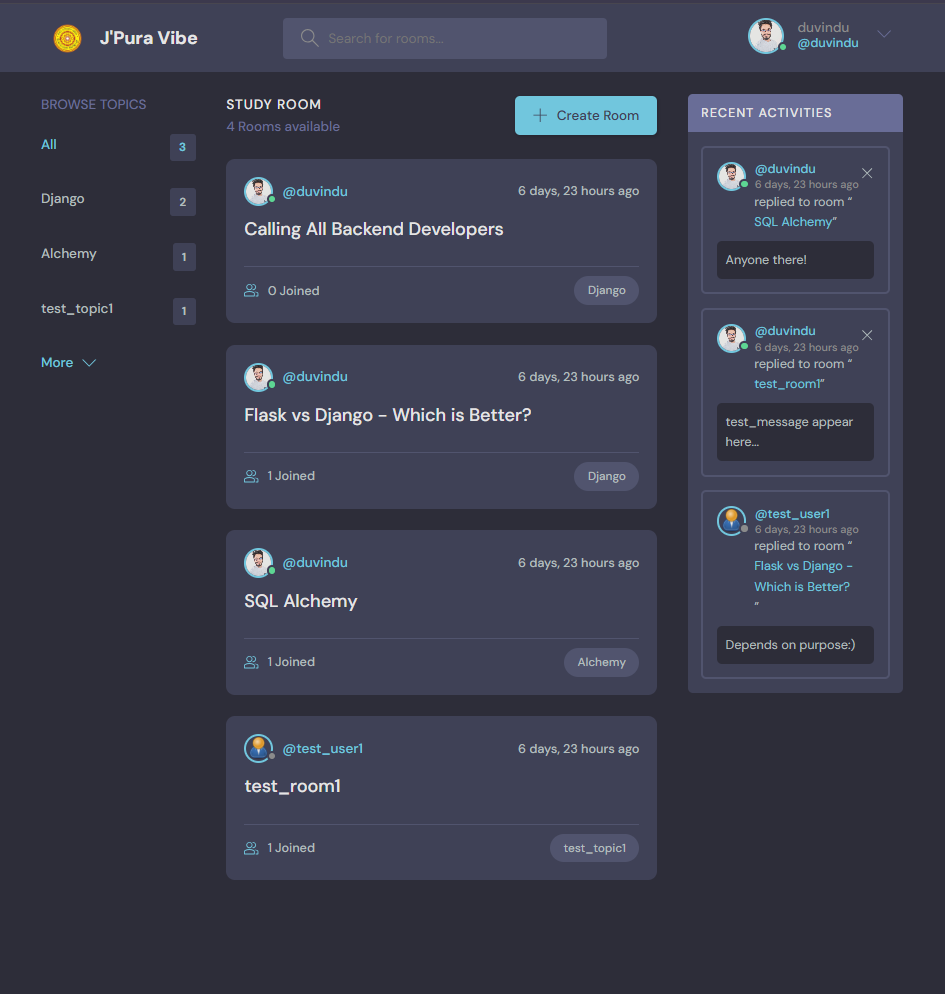 J'Pura Vibe
Search for rooms...
duvindu
@duvindu
BROWSE TOPICS
All
3
Django
2
Alchemy
1
test_topic1
1
More
STUDY ROOM
4 Rooms available
Create Room
@duvindu
6 days, 23 hours ago
Calling All Backend Developers
0 Joined
Django
@duvindu
6 days, 23 hours ago
Flask vs Django - Which is Better?
1 Joined
Django
@duvindu
6 days, 23 hours ago
SQL Alchemy
1 Joined
Alchemy
@test_user1
6 days, 23 hours ago
test_room1
1 Joined
test_topic1
RECENT ACTIVITIES
@duvindu
6 days, 23 hours ago
replied to room “
SQL Alchemy”
Anyone there!
@duvindu
6 days, 23 hours ago
replied to room “
test_room1”
test_message appear
here...
@test_user1
6 days, 23 hours ago
replied to room “
Flask vs Django -
Which is Better?
”
Depends on purpose:)